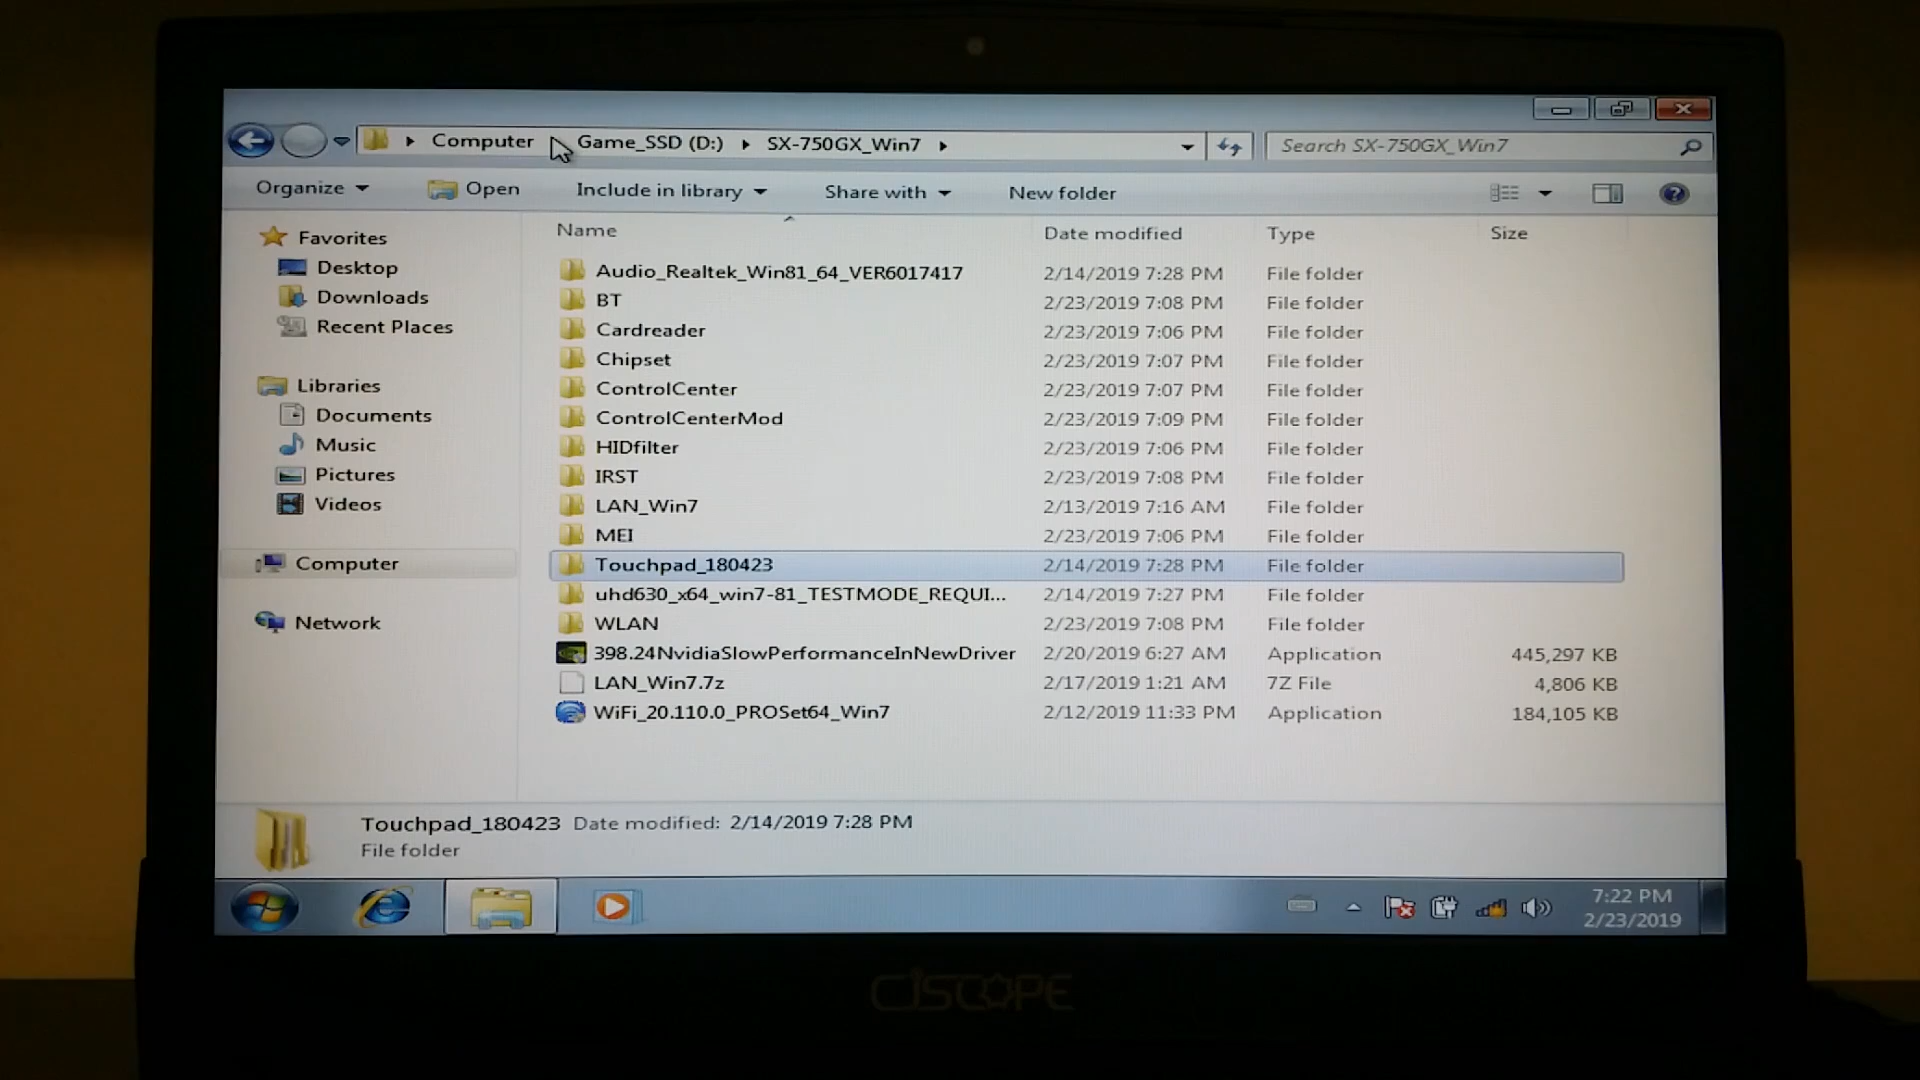 Computer Game_SSD (D:) SX-750GX_Win7 Search SX-750GX_Win7
Organize Open Include in library Share with New folder
Name Date modified Type Size
Favorites
Desktop
Downloads
Recent Places
Libraries
Documents
Music
Pictures
Videos
Computer
Network
Audio_Realtek_Win81_64_VER6017417 2/14/2019 7:28 PM File folder
BT 2/23/2019 7:08 PM File folder
Cardreader 2/23/2019 7:06 PM File folder
Chipset 2/23/2019 7:07 PM File folder
ControlCenter 2/23/2019 7:07 PM File folder
ControlCenterMod 2/23/2019 7:09 PM File folder
HIDfilter 2/23/2019 7:06 PM File folder
IRST 2/23/2019 7:08 PM File folder
LAN_Win7 2/13/2019 7:16 AM File folder
MEI 2/23/2019 7:06 PM File folder
Touchpad_180423 2/14/2019 7:28 PM File folder
uhd630_x64_win7-81_TESTMODE_REQUI... 2/14/2019 7:27 PM File folder
WLAN 2/23/2019 7:08 PM File folder
398.24NvidiaSlowPerformanceInNewDriver 2/20/2019 6:27 AM Application 445,297 KB
LAN_Win7.7z 2/17/2019 1:21 AM 7Z File 4,806 KB
WiFi_20.110.0_PROSet64_Win7 2/12/2019 11:33 PM Application 184,105 KB
Touchpad_180423 Date modified: 2/14/2019 7:28 PM
File folder
7:22 PM
2/23/2019
CJSCOPE